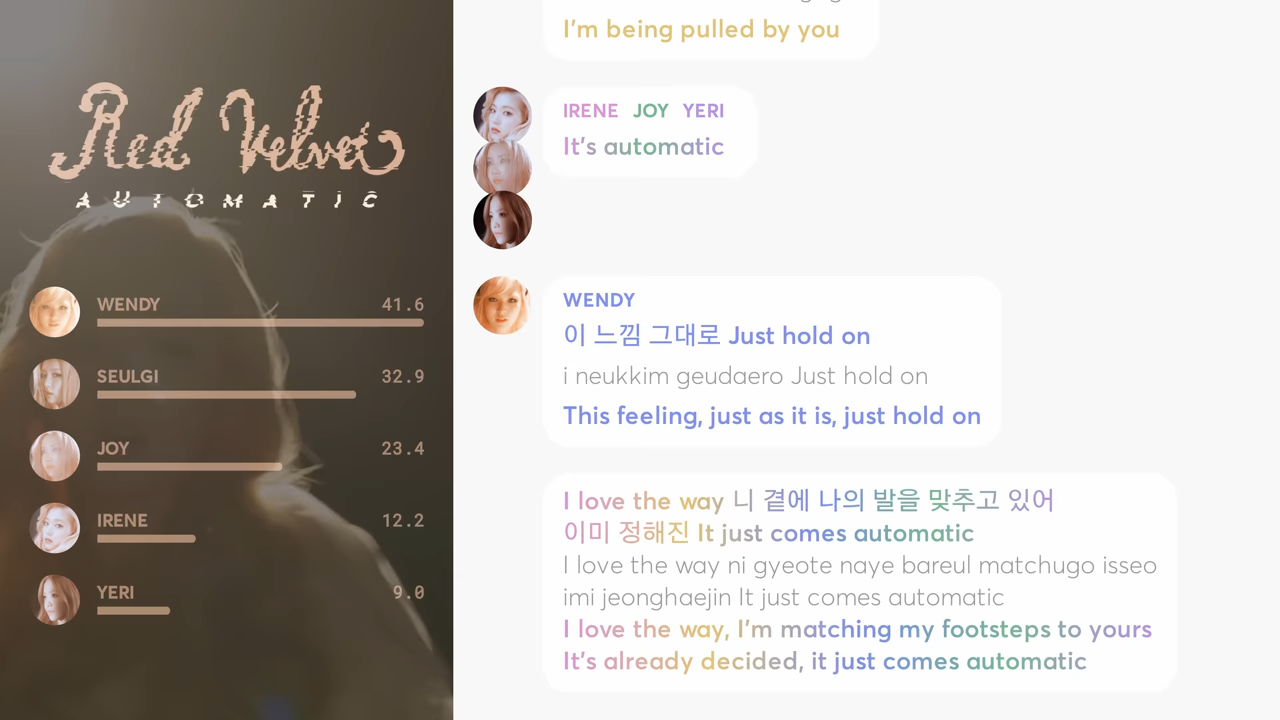 Red Velvet
AUTOMATIC
WENDY 41.6
SEULGI 32.9
JOY 23.4
IRENE 12.2
YERI 9.0
I'm being pulled by you
IRENE JOY YERI
It's automatic
WENDY
이 느낌 그대로 Just hold on
i neukkim geudaero Just hold on
This feeling, just as it is, just hold on
I love the way 니 곁에 나의 발을 맞추고 있어
이미 정해진 It just comes automatic
I love the way ni gyeote naye bareul matchugo isseo
imi jeonghaejin It just comes automatic
I love the way, I'm matching my footsteps to yours
It's already decided, it just comes automatic